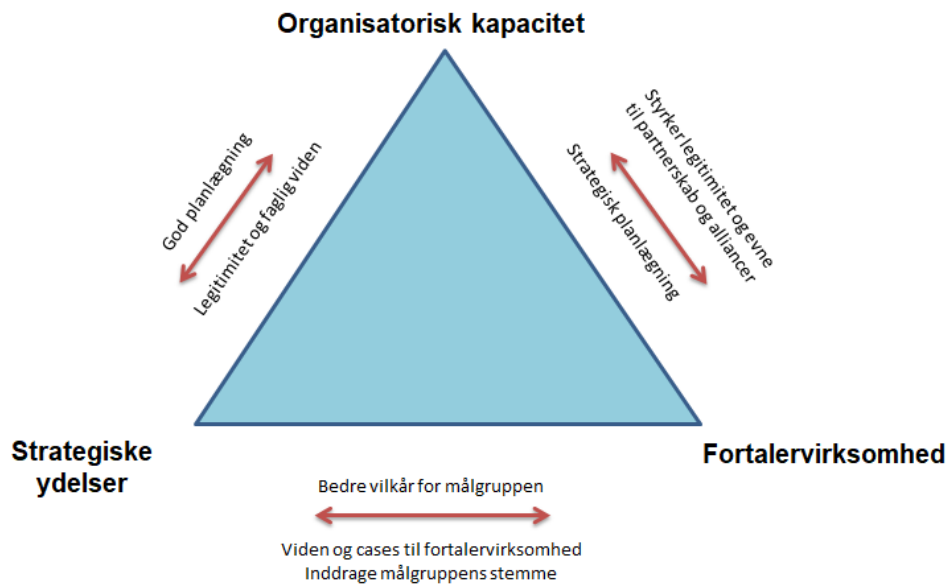 Organisatorisk kapacitet
God planlægning
Legitimitet og faglig viden
Styrker legitimitet og evne
til partnerskab og alliancer
Strategisk planlægning
Strategiske
ydelser
Fortalervirksomhed
Bedre vilkår for målgruppen
Viden og cases til fortalervirksomhed
Inddrage målgruppens stemme